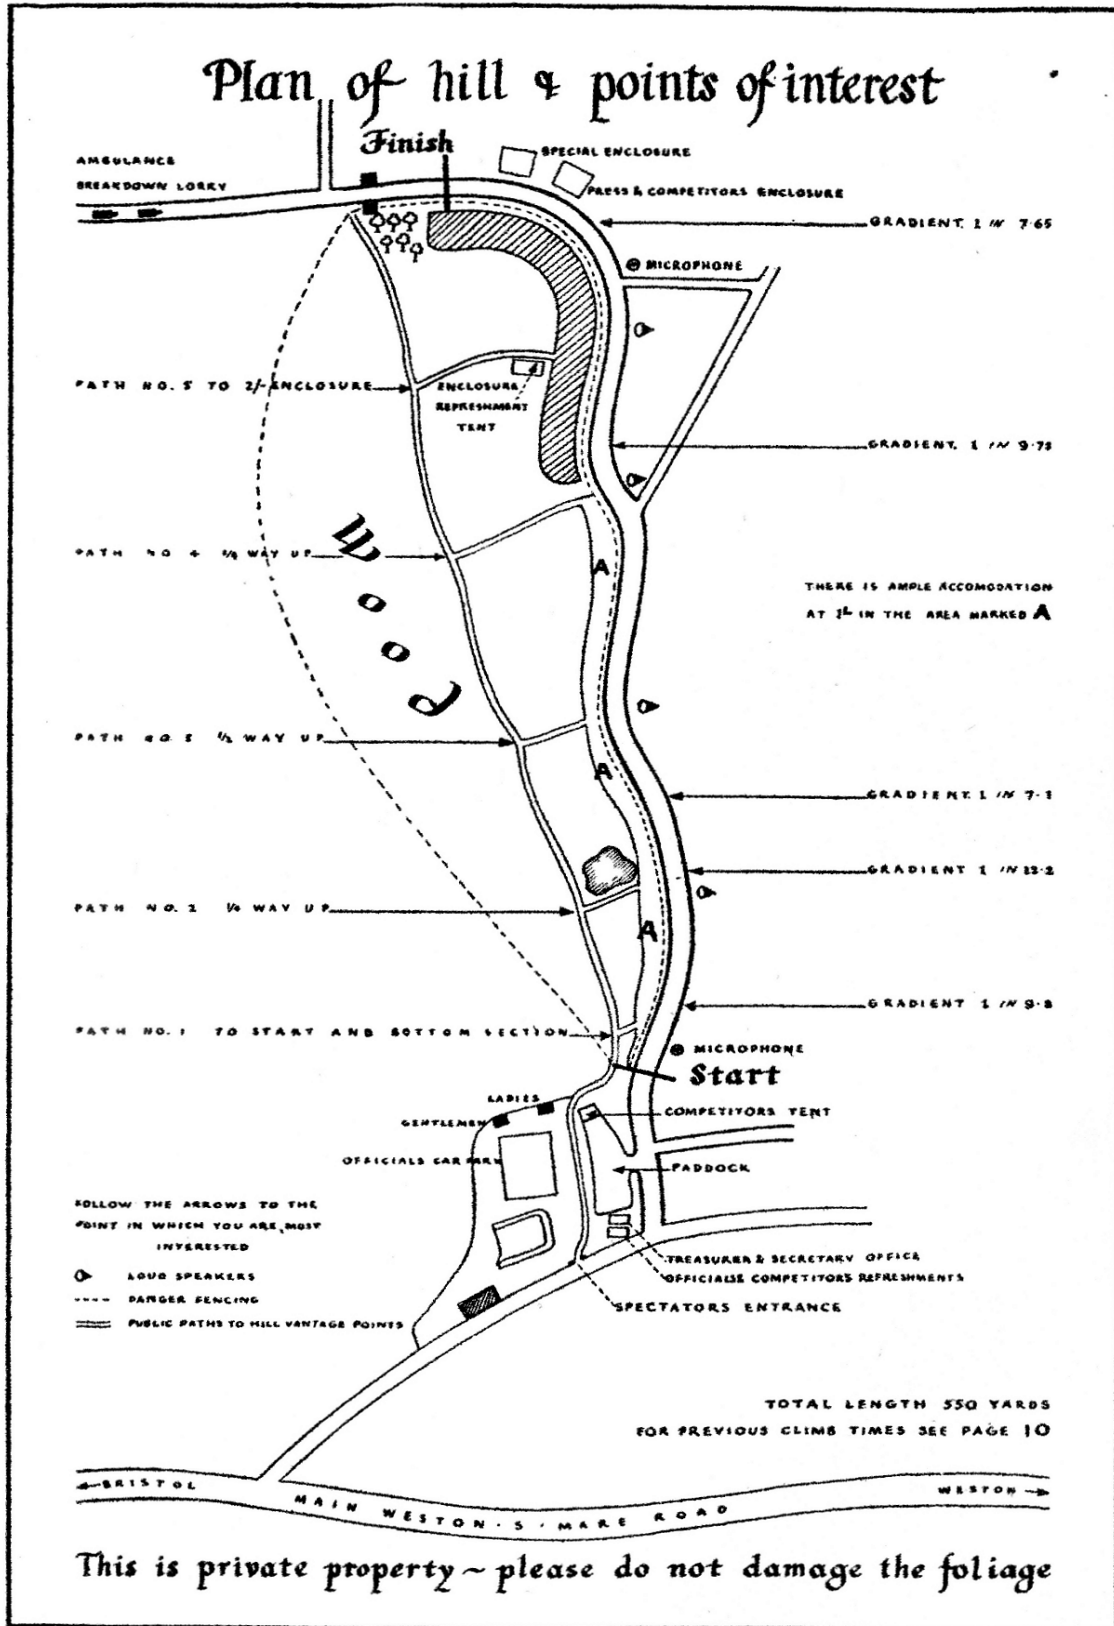 Plan of hill & points of interest
Finish
AMBULANCE
BREAKDOWN LORRY
SPECIAL ENCLOSURE
PRESS & COMPETITORS ENCLOSURE
GRADIENT. 1 IN 7·65
MICROPHONE
PATH NO. 5 TO 2/- ENCLOSURE
ENCLOSURE
REFRESHMENT
TENT
GRADIENT. 1 IN 9·75
Wood
PATH NO 4 3/4 WAY UP
A
THERE IS AMPLE ACCOMODATION
AT 1/- IN THE AREA MARKED A
PATH NO. 3 1/2 WAY UP
A
GRADIENT. 1 IN 7·1
GRADIENT 1 IN
PATH NO. 2 1/4 WAY UP
A
GRADIENT 1 IN 9·8
PATH NO. 1 TO START AND BOTTOM SECTION
MICROPHONE
Start
LADIES
GENTLEMEN
COMPETITORS TENT
OFFICIALS CAR PARK
PADDOCK
FOLLOW THE ARROWS TO THE
POINT IN WHICH YOU ARE MOST
INTERESTED
LOUD SPEAKERS
DANGER FENCING
PUBLIC PATHS TO HILL VANTAGE POINTS
TREASURER & SECRETARY OFFICE
OFFICIALS & COMPETITORS REFRESHMENTS
SPECTATORS ENTRANCE
TOTAL LENGTH 550 YARDS
FOR PREVIOUS CLIMB TIMES SEE PAGE 10
BRISTOL
MAIN WESTON·S·MARE ROAD
WESTON
This is private property ~ please do not damage the foliage